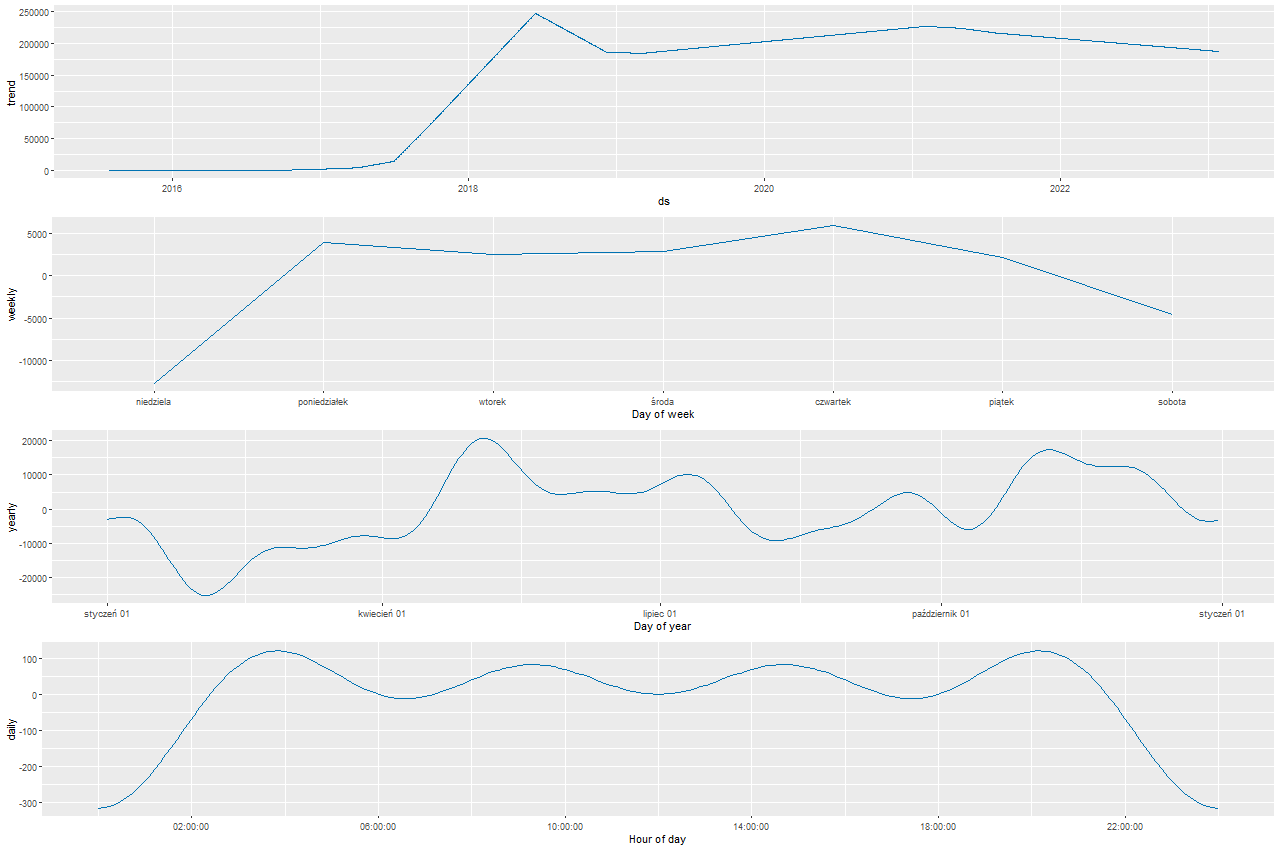 250000
200000
150000
100000
50000
0
trend
2016 2018 2020 2022
ds
5000
0
-5000
-10000
weekly
niedziela poniedziałek wtorek środa czwartek piątek sobota
Day of week
20000
10000
0
-10000
-20000
yearly
styczeń 01 kwiecień 01 lipiec 01 październik 01 styczeń 01
Day of year
100
0
-100
-200
-300
daily
02:00:00 06:00:00 10:00:00 14:00:00 18:00:00 22:00:00
Hour of day